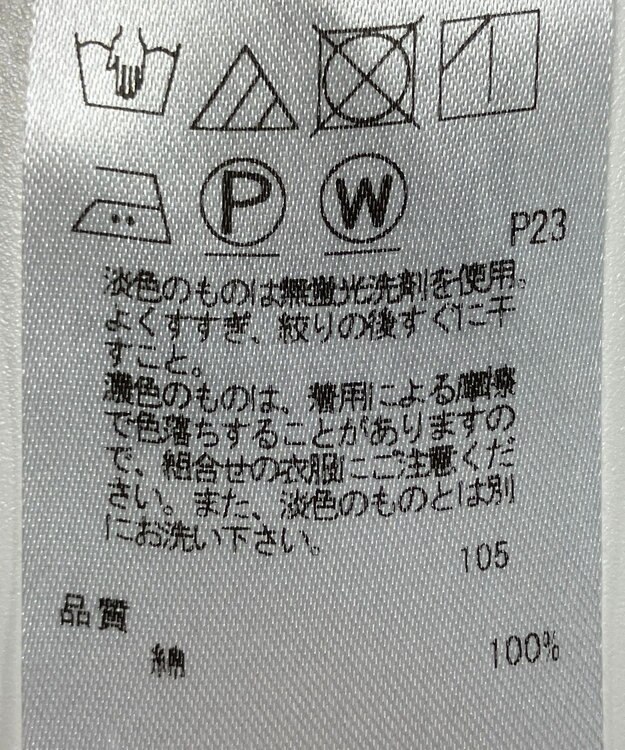 P W P23
淡色のものは無蛍光洗剤を使用。
よくすすぎ、絞りの後すぐに干
すこと。
濃色のものは、着用による摩擦
で色落ちすることがありますの
で、組合せの衣服にご注意くだ
さい。また、淡色のものとは別
にお洗い下さい。
105
品質
綿 100%